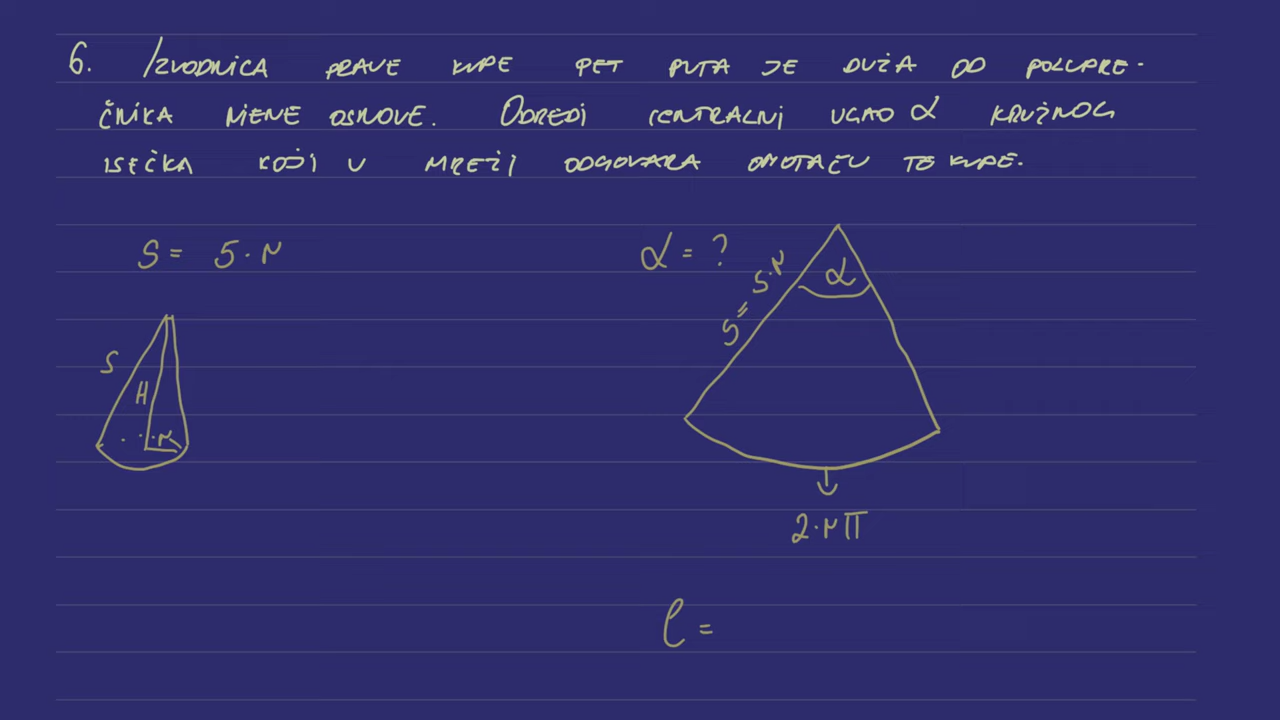 6. IZVODNICA PRAVE KUPE PET PUTA JE DUŽA OD POLUPRE-
ČNIKA NJENE OSNOVE. ODREDI CENTRALNI UGAO α KRUŽNOG
ISEČKA KOJI U MREŽI ODGOVARA OMOTAČU TE KUPE.
S = 5·r
α = ?
S = 5·r
α
S
H
r
2·rπ
l =